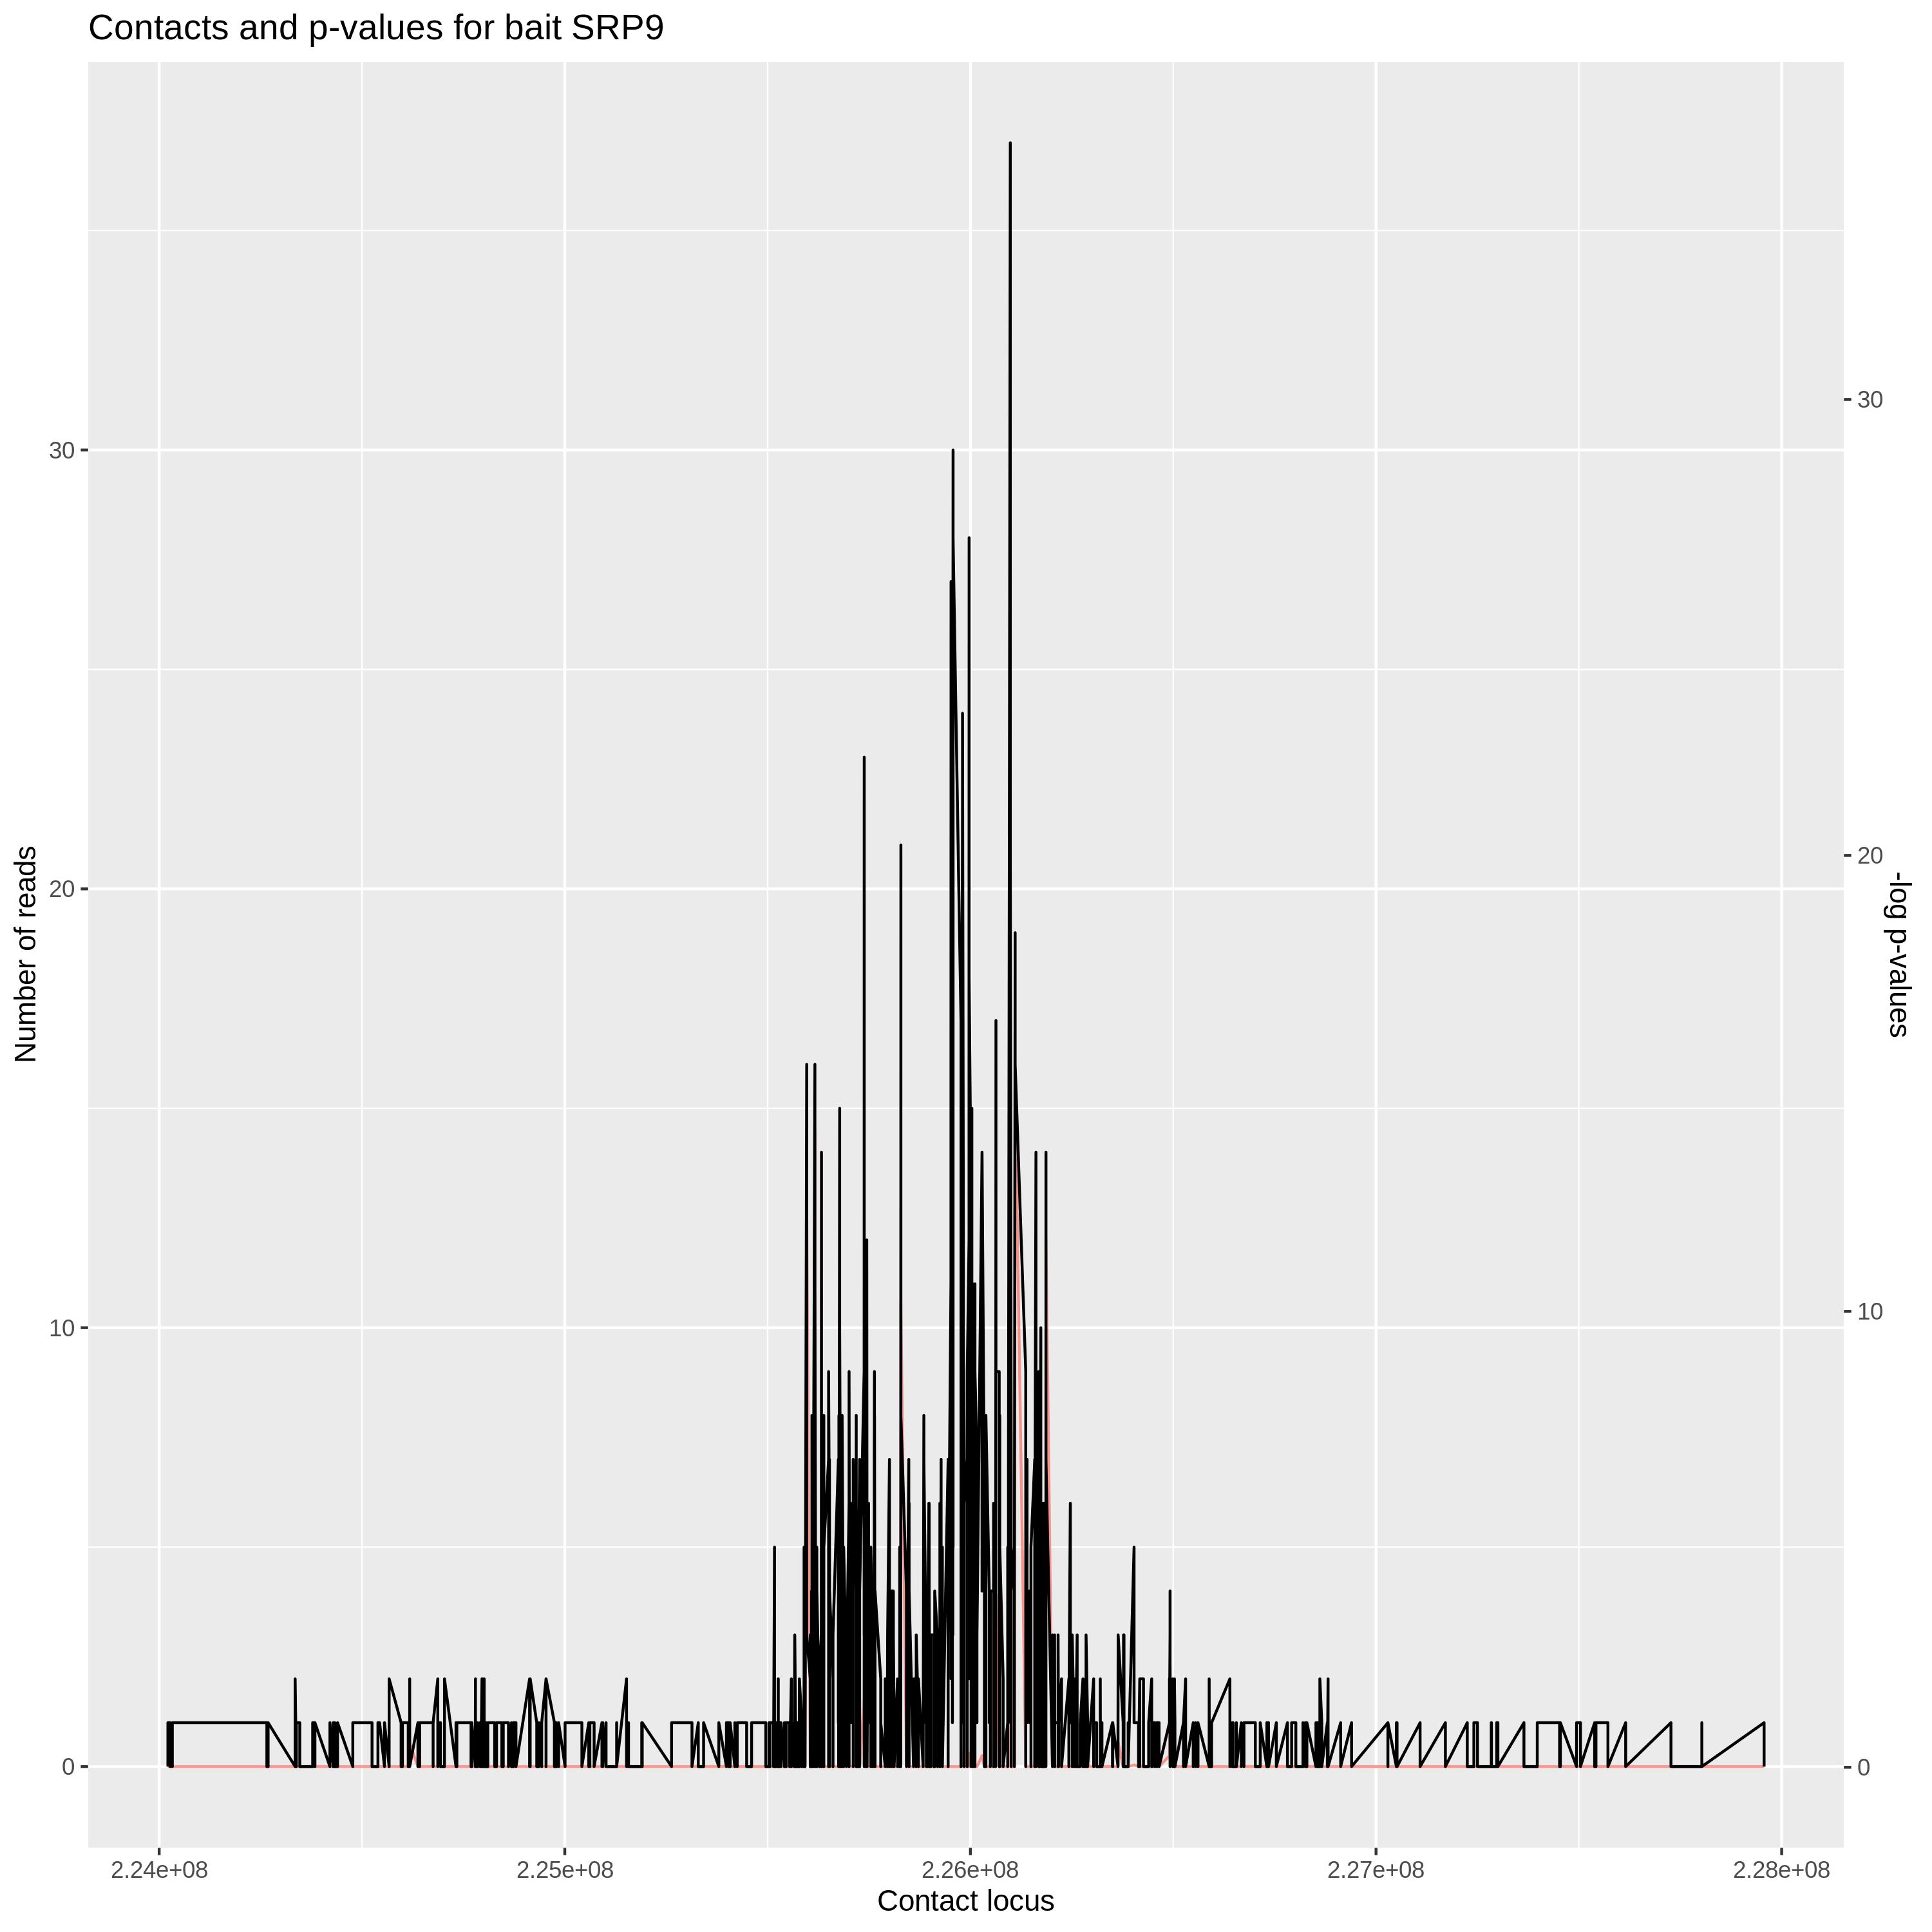 Contacts and p-values for bait SRP9
30
20
10
0
Number of reads
30
20
10
0
-log p-values
2.24e+08 2.25e+08 2.26e+08 2.27e+08 2.28e+08
Contact locus